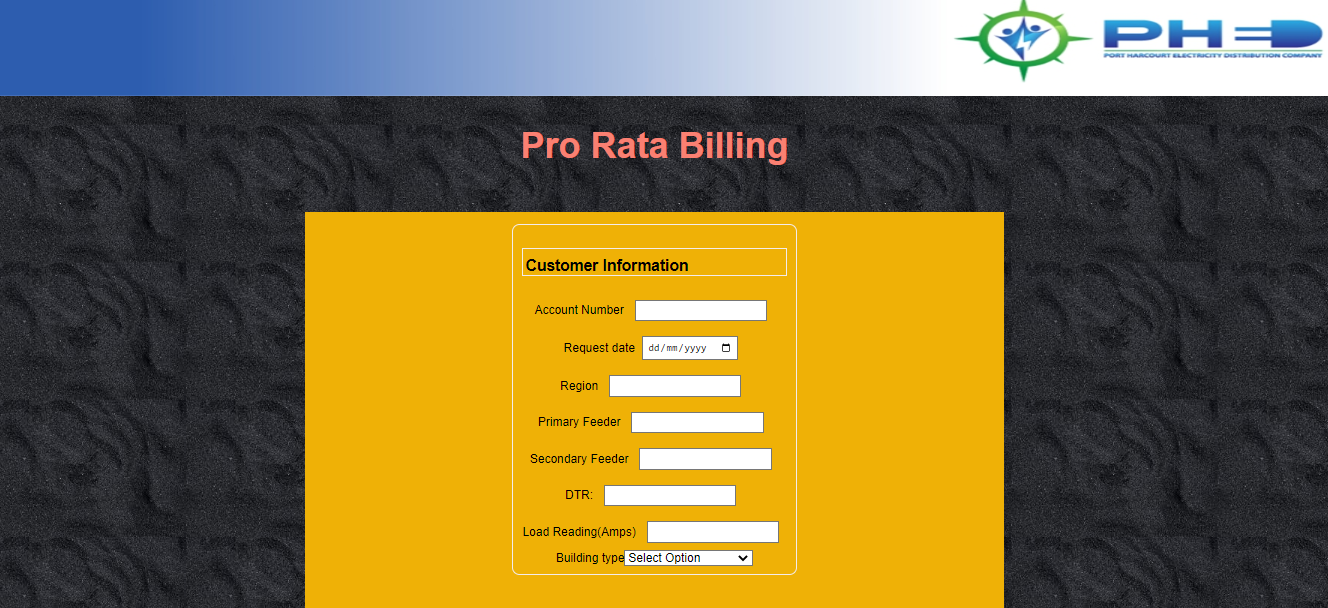 PHED
PORT HARCOURT ELECTRICITY DISTRIBUTION COMPANY
Pro Rata Billing
Customer Information
Account Number
Request date dd/mm/yyyy
Region
Primary Feeder
Secondary Feeder
DTR:
Load Reading(Amps)
Building type Select Option